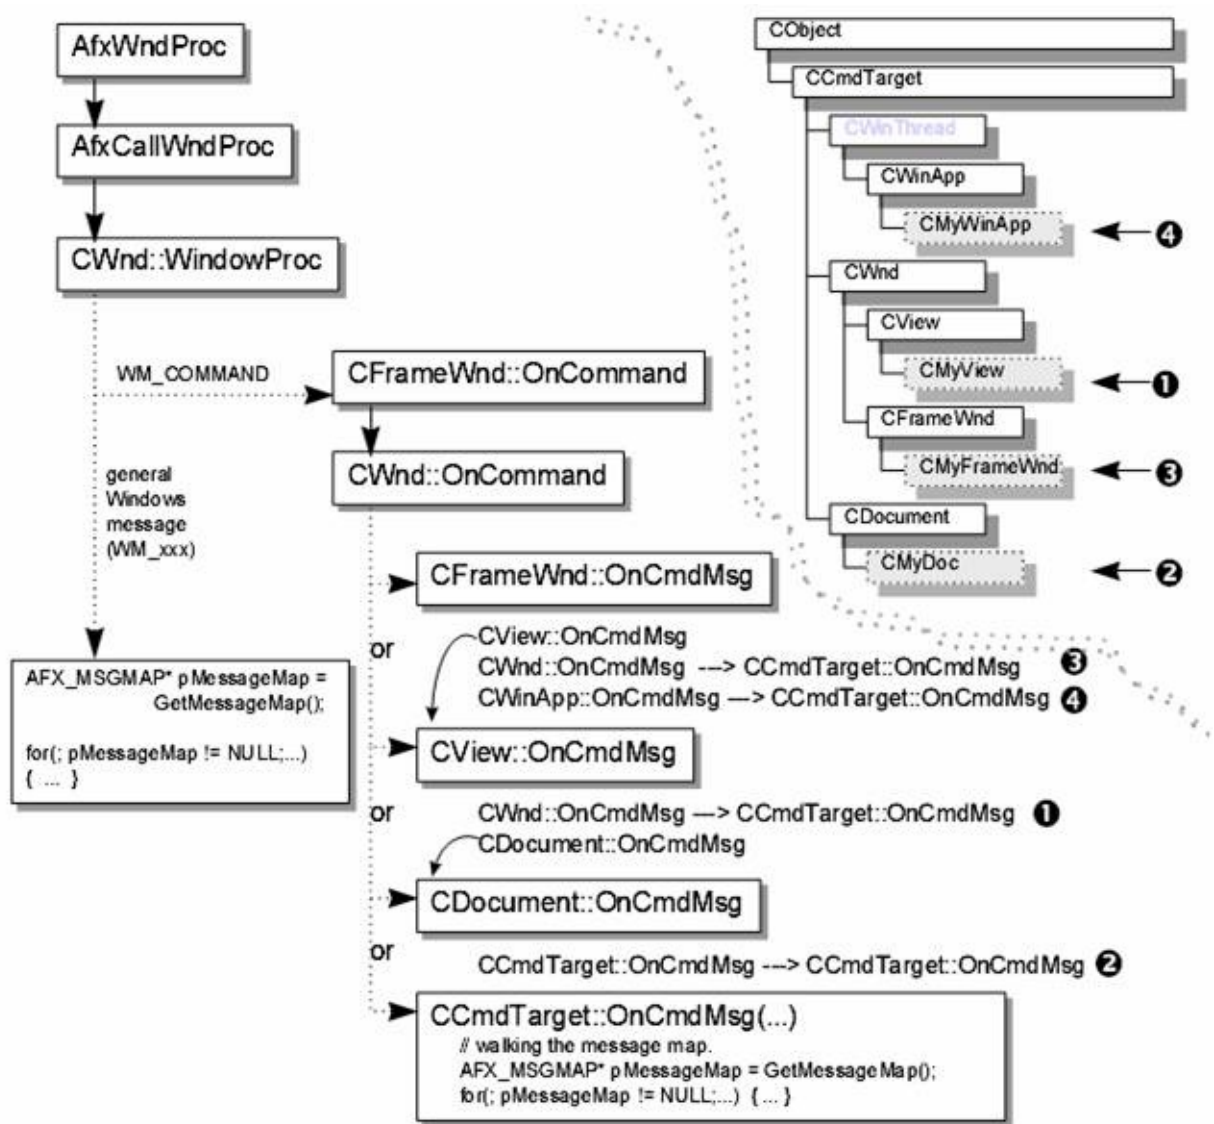 AfxWndProc
AfxCallWndProc
CWnd::WindowProc
WM_COMMAND
CFrameWnd::OnCommand
general
Windows
message
(WM_xxx)
CWnd::OnCommand
CFrameWnd::OnCmdMsg
or
CView::OnCmdMsg
CWnd::OnCmdMsg ---> CCmdTarget::OnCmdMsg ❸
CWinApp::OnCmdMsg ---> CCmdTarget::OnCmdMsg ❹
AFX_MSGMAP* pMessageMap =
GetMessageMap();
for(; pMessageMap != NULL;...)
{ ... }
CView::OnCmdMsg
or
CWnd::OnCmdMsg ---> CCmdTarget::OnCmdMsg ❶
CDocument::OnCmdMsg
CDocument::OnCmdMsg
or
CCmdTarget::OnCmdMsg ---> CCmdTarget::OnCmdMsg ❷
CCmdTarget::OnCmdMsg(...)
// walking the message map.
AFX_MSGMAP* pMessageMap = GetMessageMap();
for(; pMessageMap != NULL;...) { ... }
CObject
CCmdTarget
CWinThread
CWinApp
CMyWinApp ❹
CWnd
CView
CMyView ❶
CFrameWnd
CMyFrameWnd ❸
CDocument
CMyDoc ❷